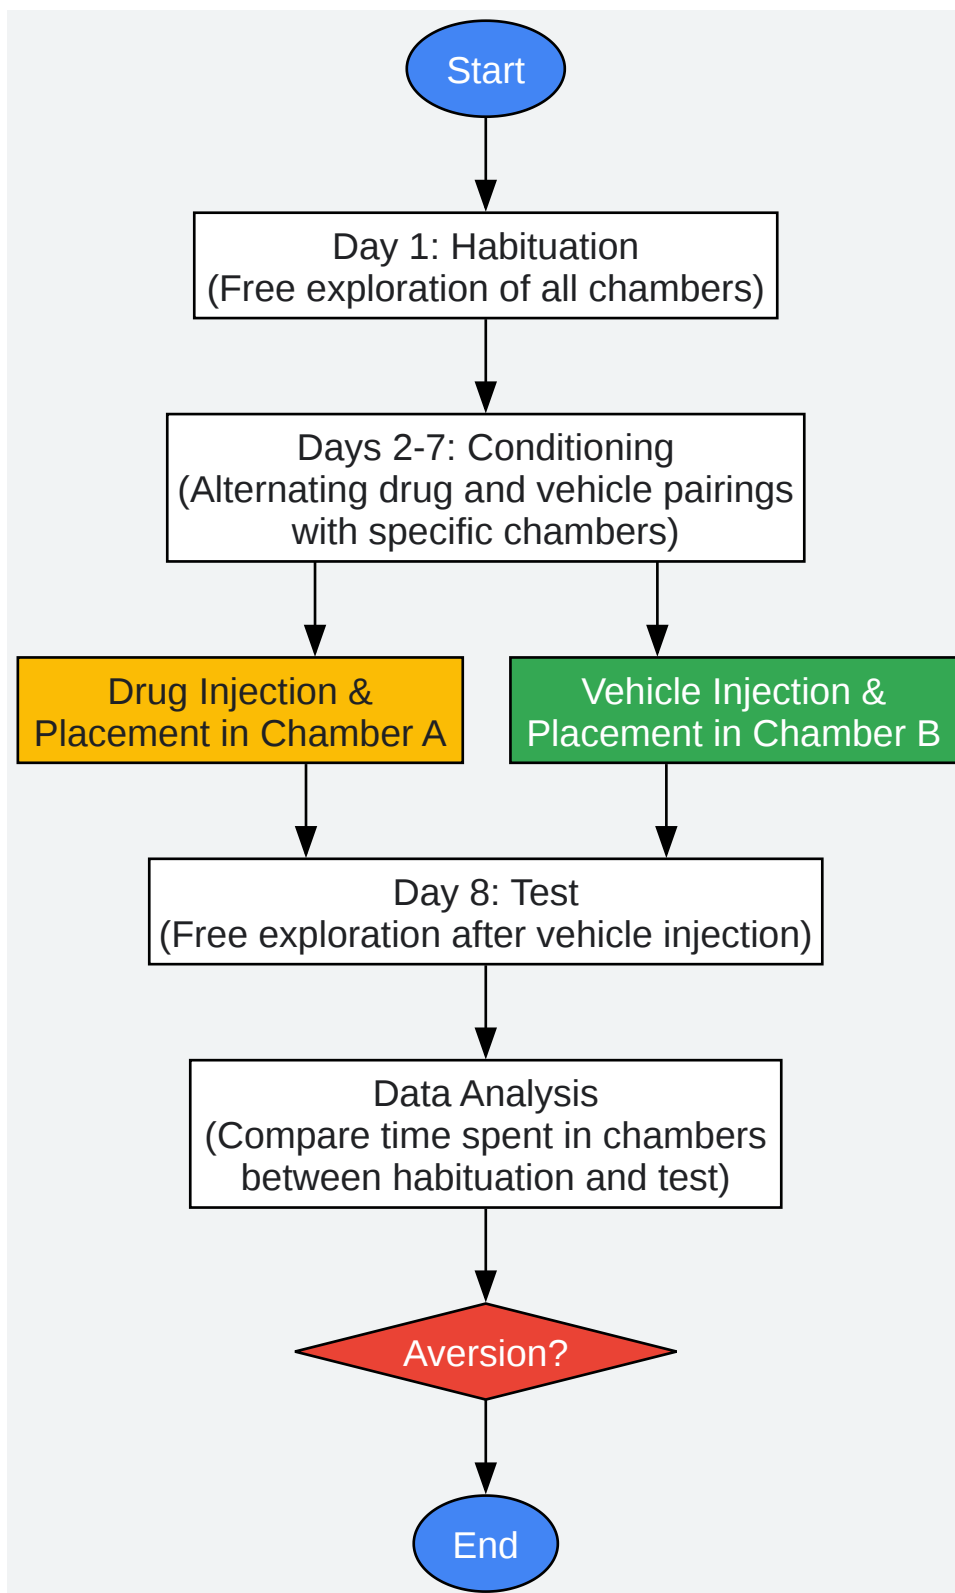 Start
Day 1: Habituation
(Free exploration of all chambers)
Days 2-7: Conditioning
(Alternating drug and vehicle pairings
with specific chambers)
Drug Injection &
Placement in Chamber A
Vehicle Injection &
Placement in Chamber B
Day 8: Test
(Free exploration after vehicle injection)
Data Analysis
(Compare time spent in chambers
between habituation and test)
Aversion?
End